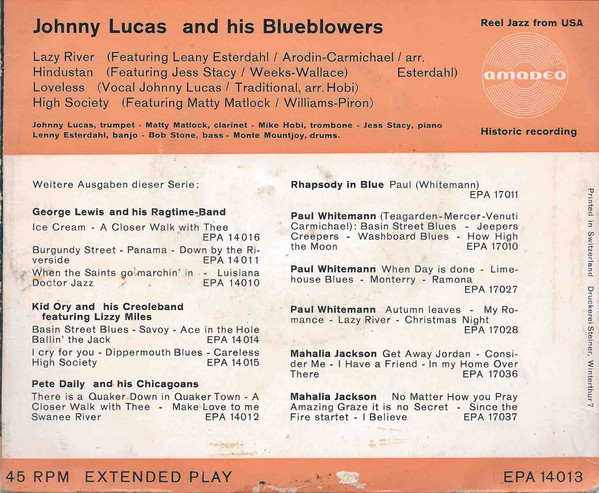 Johnny Lucas and his Blueblowers
Lazy River (Featuring Leany Esterdahl / Arodin-Carmichael / arr.
Hindustan (Featuring Jess Stacy / Weeks-Wallace) Esterdahl)
Loveless (Vocal Johnny Lucas / Traditional, arr. Hobi)
High Society (Featuring Matty Matlock / Williams-Piron)
Johnny Lucas, trumpet - Matty Matlock, clarinet - Mike Hobi, trombone - Jess Stacy, piano
Lenny Esterdahl, banjo - Bob Stone, bass - Monte Mountjoy, drums.
Reel Jazz from USA
amadeo
Historic recording
Weitere Ausgaben dieser Serie:
George Lewis and his Ragtime-Band
Ice Cream - A Closer Walk with Thee
EPA 14016
Burgundy Street - Panama - Down by the Ri-
verside EPA 14011
When the Saints go marchin' in - Luisiana
Doctor Jazz EPA 14010
Kid Ory and his Creoleband
featuring Lizzy Miles
Basin Street Blues - Savoy - Ace in the Hole
Ballin' the Jack EPA 14014
I cry for you - Dippermouth Blues - Careless
High Society EPA 14015
Pete Daily and his Chicagoans
There is a Quaker Down in Quaker Town - A
Closer Walk with Thee - Make Love to me
Swanee River EPA 14012
Rhapsody in Blue Paul (Whitemann)
EPA 17011
Paul Whitemann (Teagarden-Mercer-Venuti
Carmichael): Basin Street Blues - Jeepers
Creepers - Washboard Blues - How High
the Moon EPA 17010
Paul Whitemann When Day is done - Lime-
house Blues - Monterry - Ramona
EPA 17027
Paul Whitemann Autumn leaves - My Ro-
mance - Lazy River - Christmas Night
EPA 17028
Mahalia Jackson Get Away Jordan - Consi-
der Me - I Have a Friend - in my Home Over
There EPA 17036
Mahalia Jackson No Matter How you Pray
Amazing Graze it is no Secret - Since the
Fire startet - I Believe EPA 17037
Printed in Switzerland Druckerei Steiner, Winterthur 7
45 RPM EXTENDED PLAY
EPA 14013